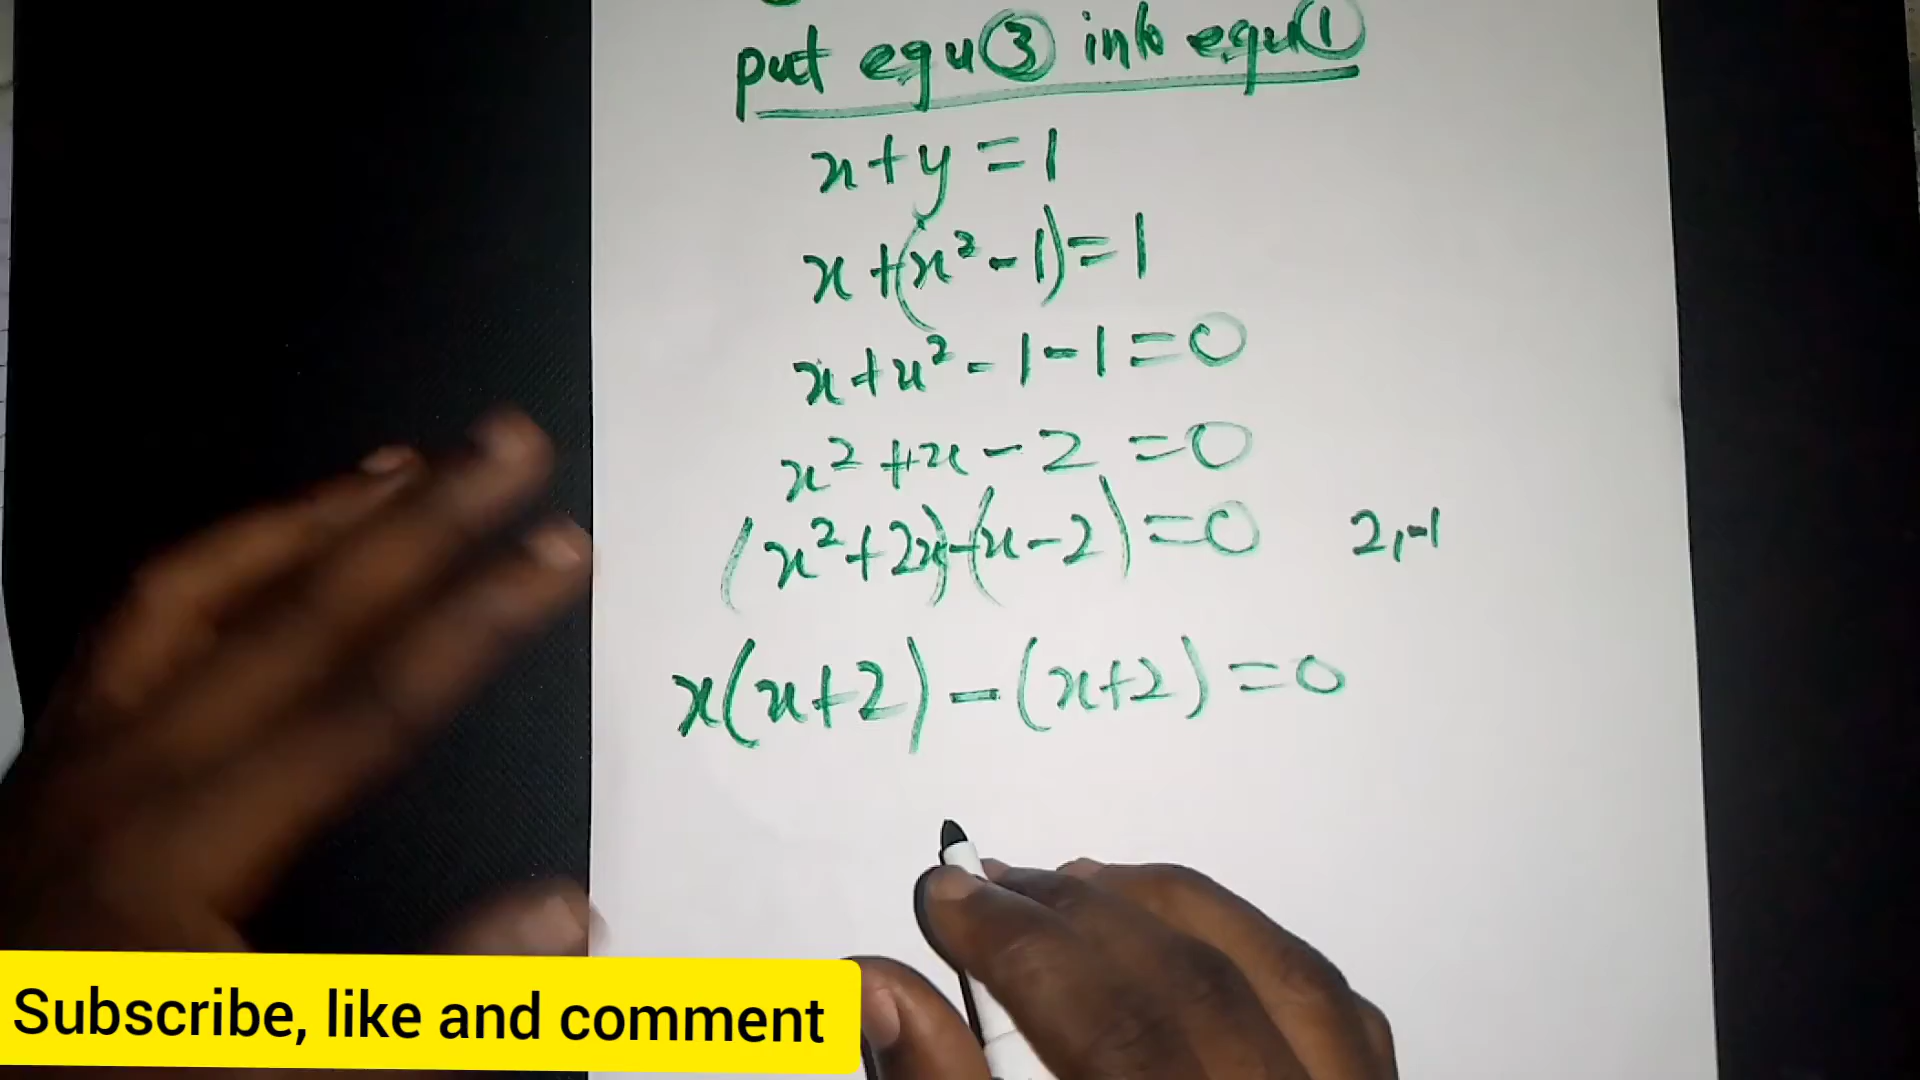 put equ③ into equ①
x+y=1
x+(x²-1)=1
x+x²-1-1=0
x²+x-2=0
(x²+2x)-(x-2)=0 2,-1
x(x+2)-(x+2)=0
Subscribe, like and comment